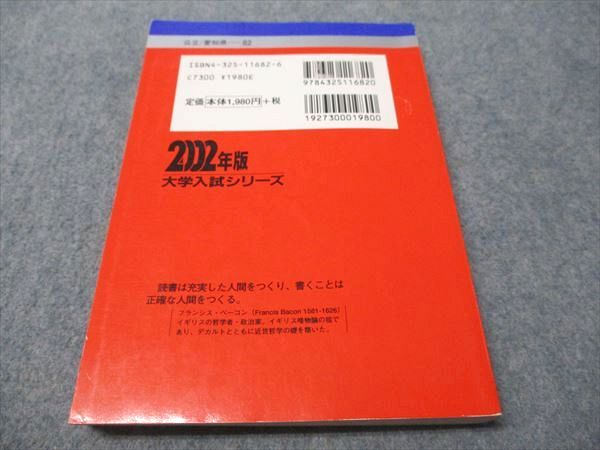 公立/愛知県— 82
ISBN4-325-11682-6
C7300 ¥1980E
定価 本体1,980円+税
9784325116820
1927300019800
2002年版
大学入試シリーズ
読書は充実した人間をつくり、書くことは
正確な人間をつくる。
フランシス・ベーコン(Francis Bacon 1561-1626)
イギリスの哲学者・政治家。イギリス唯物論の祖で
あり、デカルトとともに近世哲学の礎を築いた。